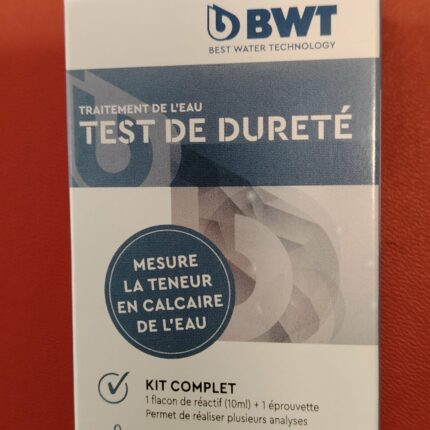 BWT
BEST WATER TECHNOLOGY
TRAITEMENT DE L'EAU
TEST DE DURETÉ
MESURE
LA TENEUR
EN CALCAIRE
DE L'EAU
KIT COMPLET
1 flacon de réactif (10ml) + 1 éprouvette
Permet de réaliser plusieurs analyses